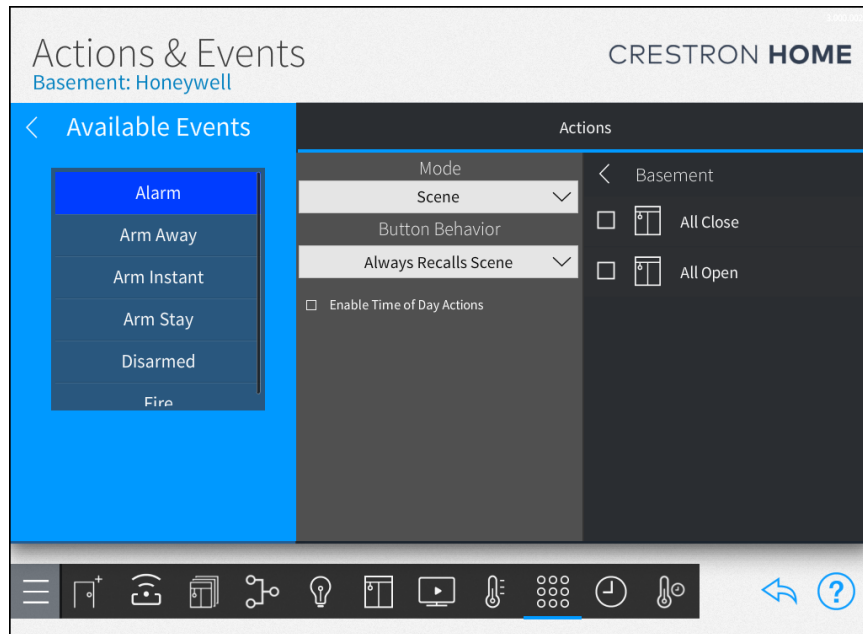 Actions & Events
CRESTRON HOME
Basement: Honeywell
Available Events
Actions
Alarm
Arm Away
Arm Instant
Arm Stay
Disarmed
Fire
Mode
Scene
Button Behavior
Always Recalls Scene
Enable Time of Day Actions
Basement
All Close
All Open
?